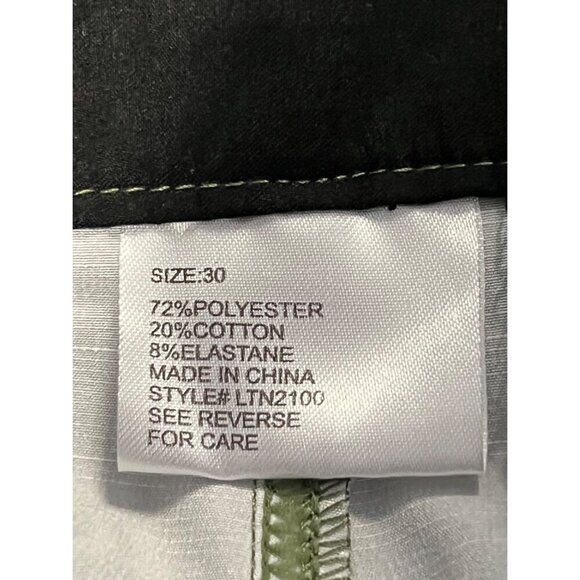 SIZE:30
72%POLYESTER
20%COTTON
8%ELASTANE
MADE IN CHINA
STYLE# LTN2100
SEE REVERSE
FOR CARE